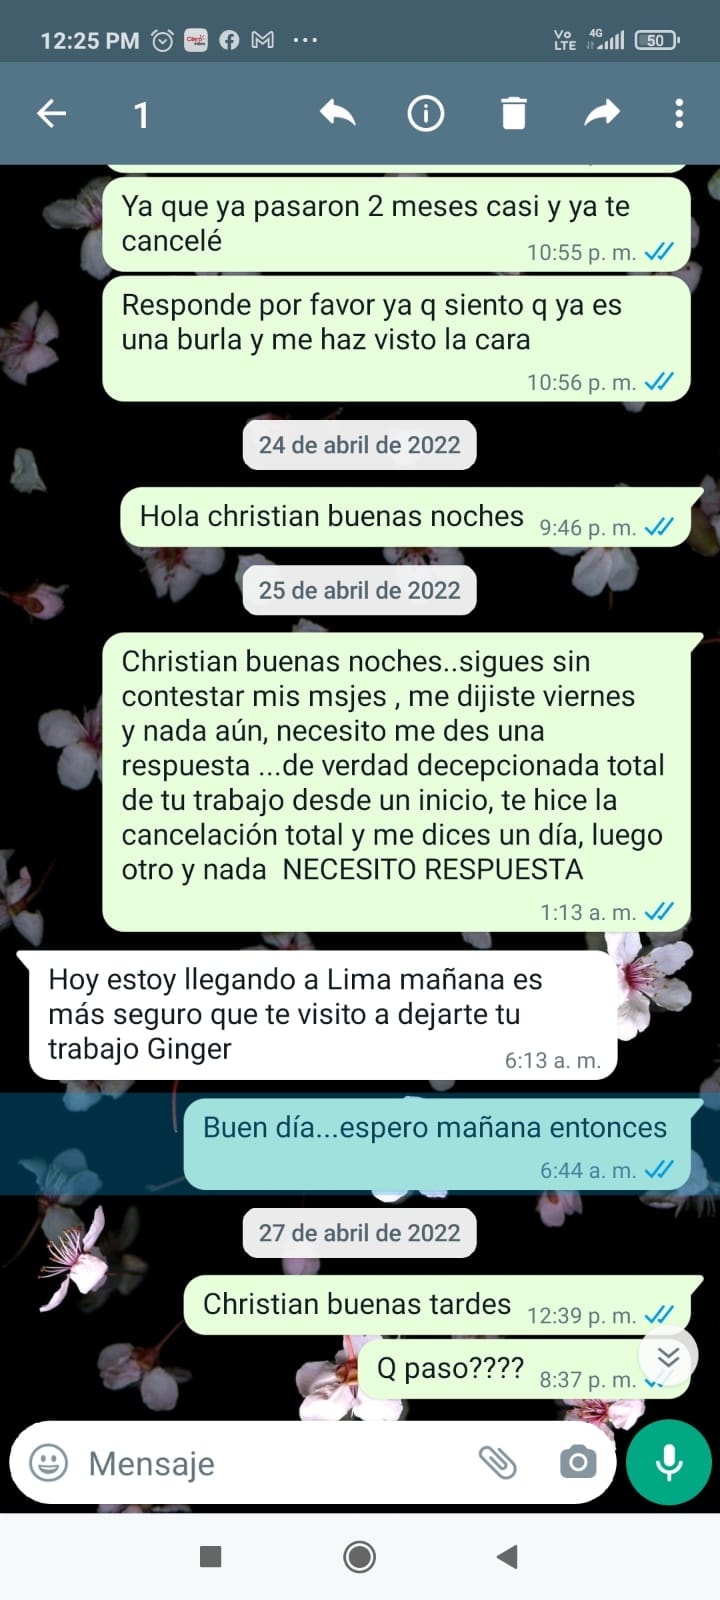 12:25 PM ... Vo LTE 4G 50
1
Ya que ya pasaron 2 meses casi y ya te
cancelé
10:55 p. m.
Responde por favor ya q siento q ya es
una burla y me haz visto la cara
10:56 p. m.
24 de abril de 2022
Hola christian buenas noches 9:46 p. m.
25 de abril de 2022
Christian buenas noches..sigues sin
contestar mis msjes , me dijiste viernes
y nada aún, necesito me des una
respuesta ...de verdad decepcionada total
de tu trabajo desde un inicio, te hice la
cancelación total y me dices un día, luego
otro y nada  NECESITO RESPUESTA
1:13 a. m.
Hoy estoy llegando a Lima mañana es
más seguro que te visito a dejarte tu
trabajo Ginger
6:13 a. m.
Buen día...espero mañana entonces
6:44 a. m.
27 de abril de 2022
Christian buenas tardes 12:39 p. m.
Q paso???? 8:37 p. m.
Mensaje